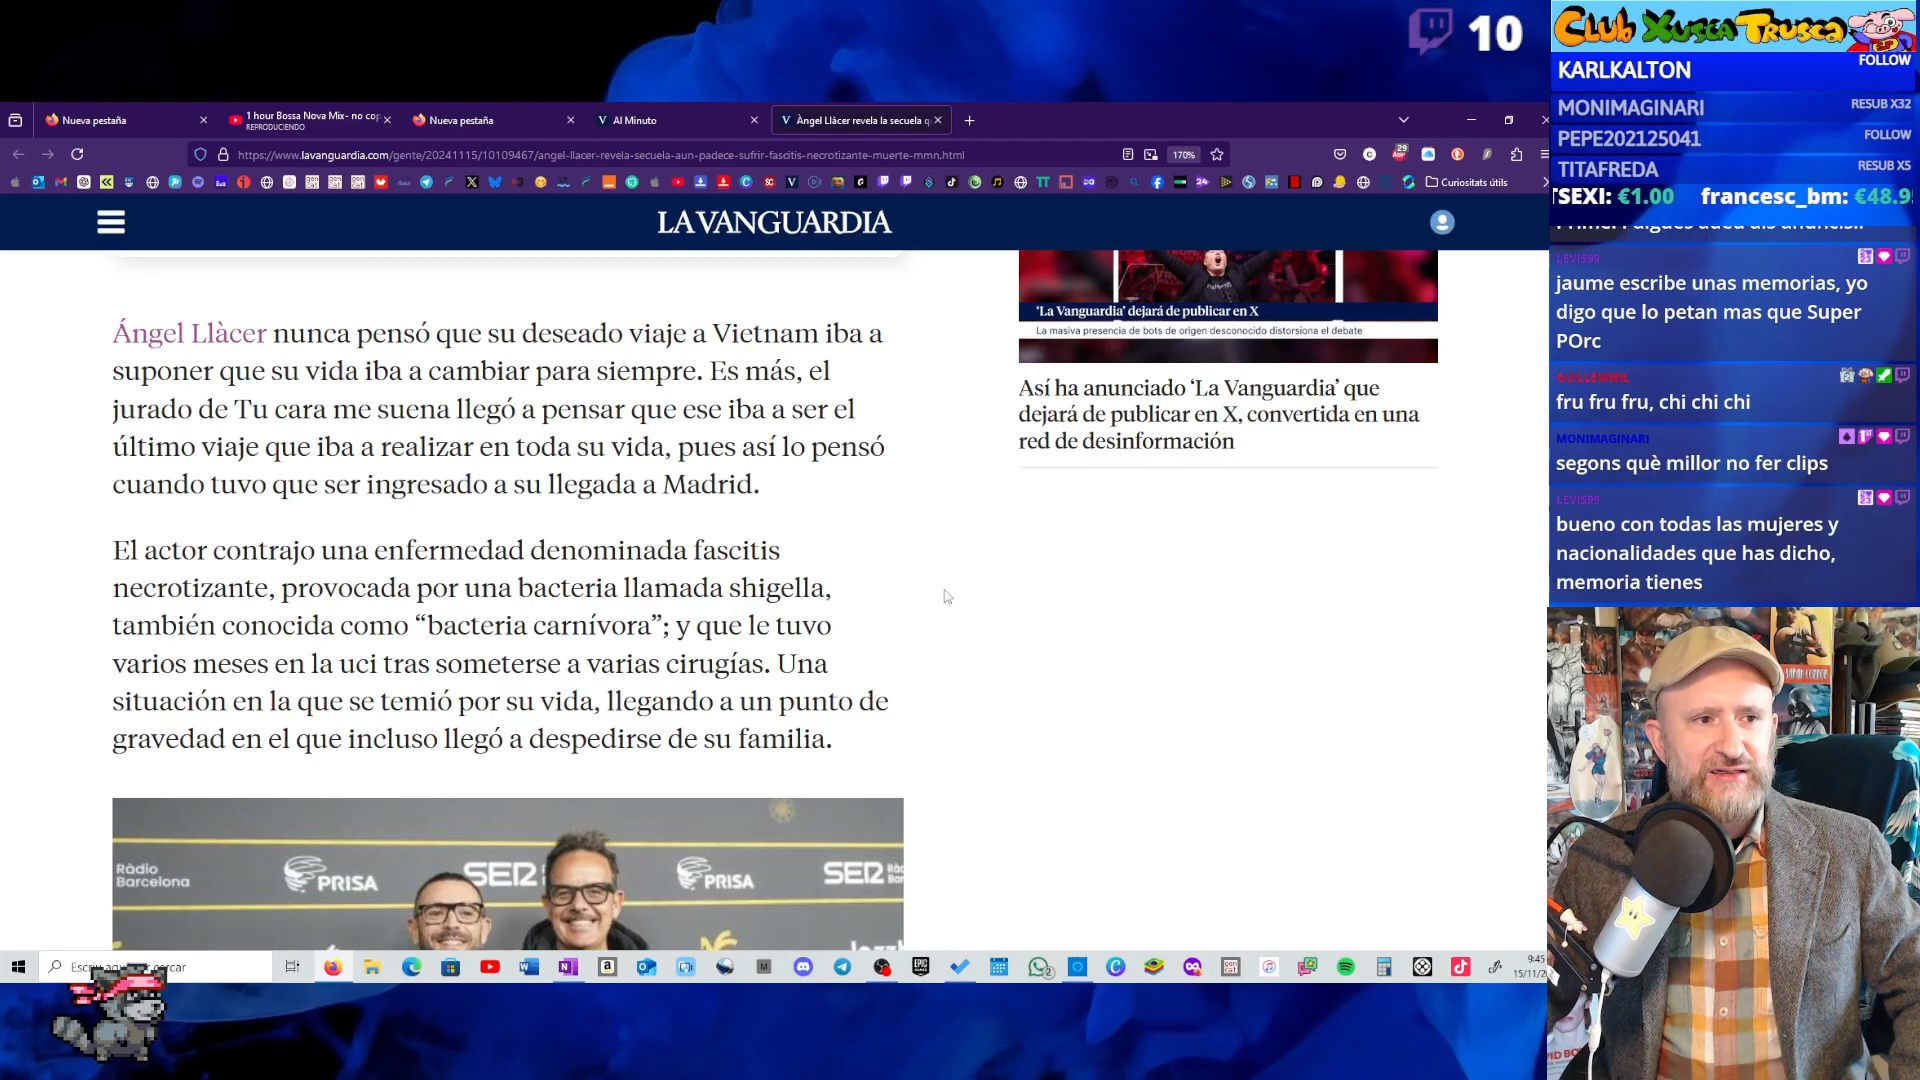 10
Club Xusca Trusca
FOLLOW
KARLKALTON
MONIMAGINARI RESUB X32
PEPE202125041 FOLLOW
TITAFREDA RESUB X5
TSEXI: €1.00 francesc_bm: €48.9
Nueva pestaña
1 hour Bossa Nova Mix- no cop
REPRODUCIENDO
Nueva pestaña
Al Minuto
Àngel Llàcer revela la secuela q
https://www.lavanguardia.com/gente/20241115/10109467/angel-llacer-revela-secuela-aun-padece-sufrir-fascitis-necrotizante-muerte-mmn.html
170%
29
Curiositats útils
LA VANGUARDIA
Ángel Llàcer nunca pensó que su deseado viaje a Vietnam iba a
suponer que su vida iba a cambiar para siempre. Es más, el
jurado de Tu cara me suena llegó a pensar que ese iba a ser el
último viaje que iba a realizar en toda su vida, pues así lo pensó
cuando tuvo que ser ingresado a su llegada a Madrid.
El actor contrajo una enfermedad denominada fascitis
necrotizante, provocada por una bacteria llamada shigella,
también conocida como “bacteria carnívora”; y que le tuvo
varios meses en la uci tras someterse a varias cirugías. Una
situación en la que se temió por su vida, llegando a un punto de
gravedad en el que incluso llegó a despedirse de su familia.
'La Vanguardia' dejará de publicar en X
La masiva presencia de bots de origen desconocido distorsiona el debate
Así ha anunciado ‘La Vanguardia’ que
dejará de publicar en X, convertida en una
red de desinformación
Ràdio
Barcelona
PRISA
SER
PRISA
SER
LEVIS99
jaume escribe unas memorias, yo
digo que lo petan mas que Super
POrc
GUILLEMWIL
fru fru fru, chi chi chi
MONIMAGINARI
segons què millor no fer clips
LEVIS99
bueno con todas las mujeres y
nacionalidades que has dicho,
memoria tienes
cercar
9:45
15/11/2